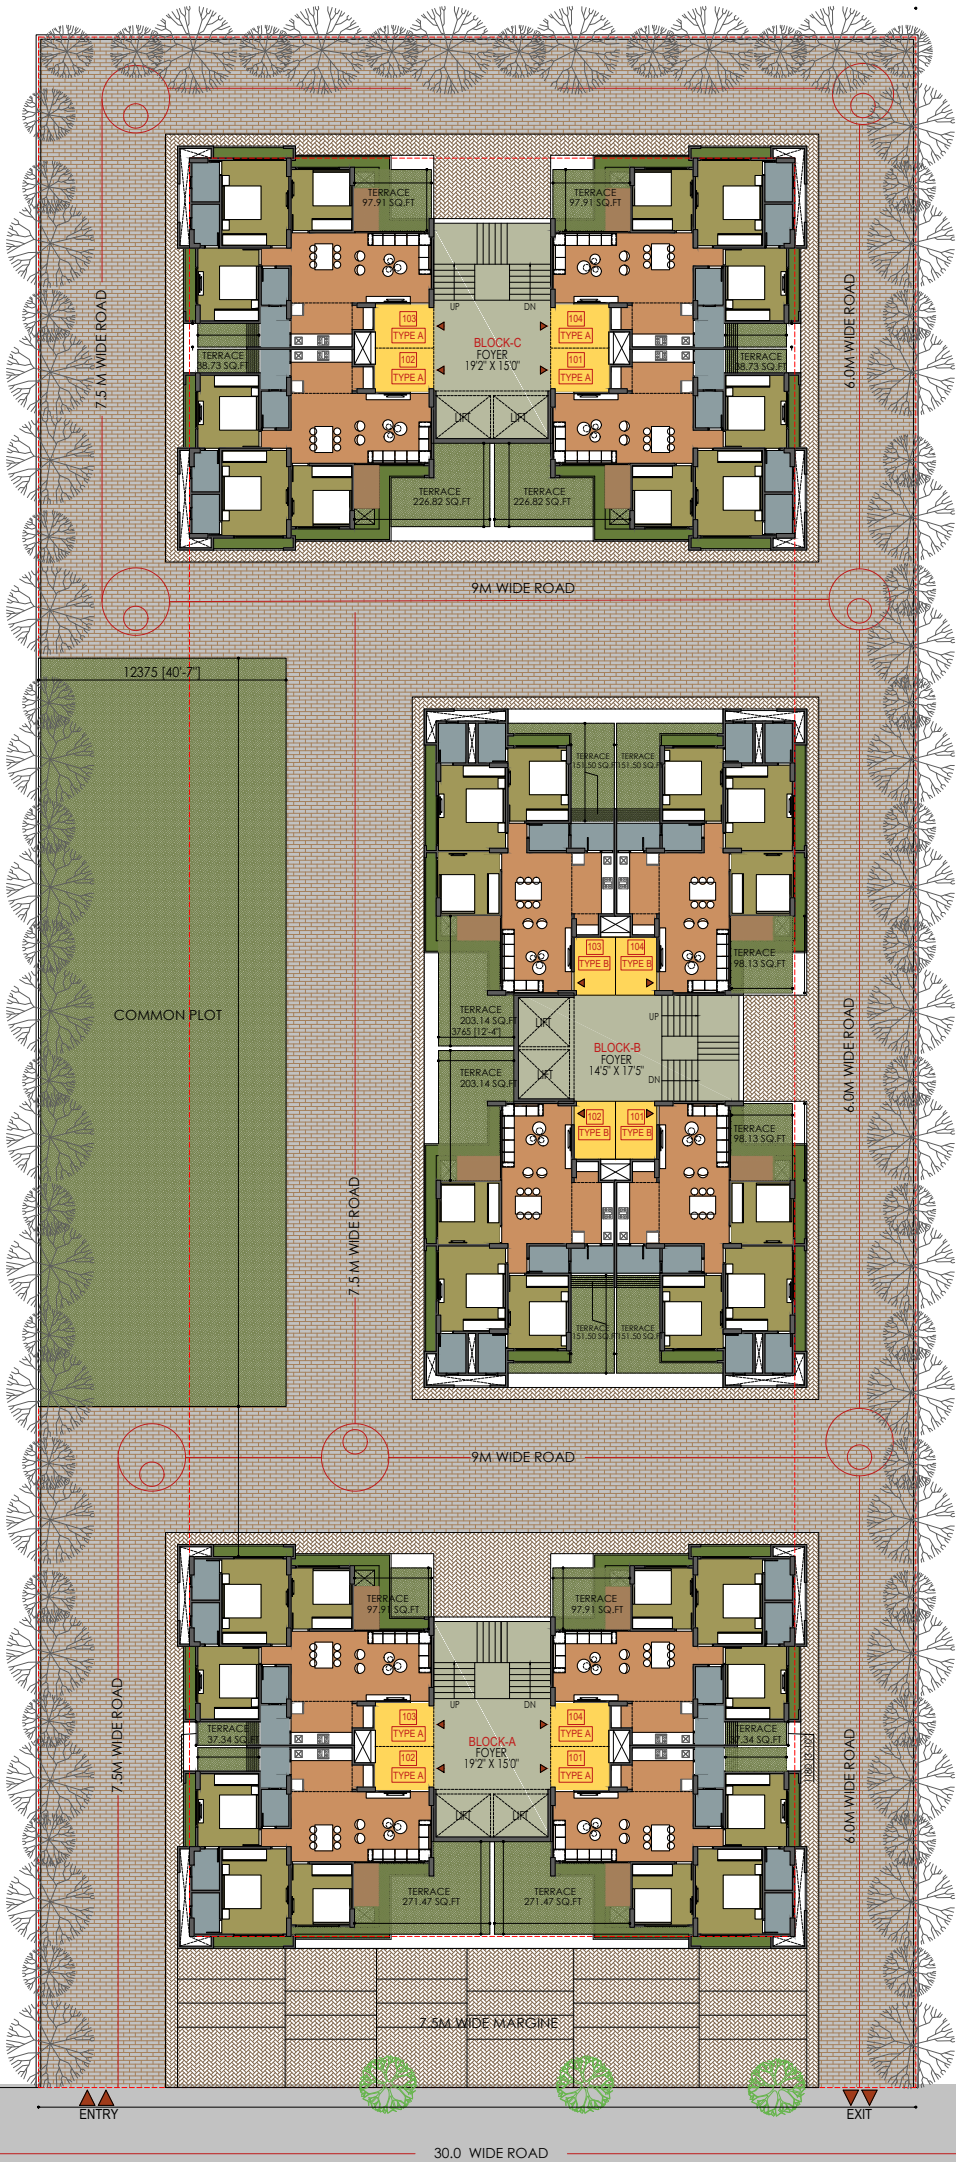 TERRACE
97.91 SQ.FT
TERRACE
97.91 SQ.FT
7.5 M WIDE ROAD
6.0M WIDE ROAD
UP
DN
103
TYPE A
104
TYPE A
BLOCK-C
FOYER
19'2" X 15'0"
102
TYPE A
101
TYPE A
TERRACE
38.73 SQ.FT
TERRACE
38.73 SQ.FT
LIFT
LIFT
TERRACE
226.82 SQ.FT
TERRACE
226.82 SQ.FT
9M WIDE ROAD
12375 [40'-7"]
COMMON PLOT
7.5 M WIDE ROAD
TERRACE
151.50 SQ.FT
TERRACE
151.50 SQ.FT
103
TYPE B
104
TYPE B
TERRACE
98.13 SQ.FT
TERRACE
203.14 SQ.FT
3765 [12'-4"]
LIFT
UP
BLOCK-B
FOYER
14'5" X 17'5"
6.0M WIDE ROAD
TERRACE
203.14 SQ.FT
LIFT
DN
102
TYPE B
101
TYPE B
TERRACE
98.13 SQ.FT
TERRACE
151.50 SQ.FT
TERRACE
151.50 SQ.FT
9M WIDE ROAD
TERRACE
97.91 SQ.FT
TERRACE
97.91 SQ.FT
7.5M WIDE ROAD
6.0M WIDE ROAD
UP
DN
103
TYPE A
104
TYPE A
BLOCK-A
FOYER
19'2" X 15'0"
102
TYPE A
101
TYPE A
TERRACE
37.34 SQ.FT
TERRACE
37.34 SQ.FT
LIFT
LIFT
TERRACE
271.47 SQ.FT
TERRACE
271.47 SQ.FT
7.5M WIDE MARGINE
ENTRY
EXIT
30.0 WIDE ROAD